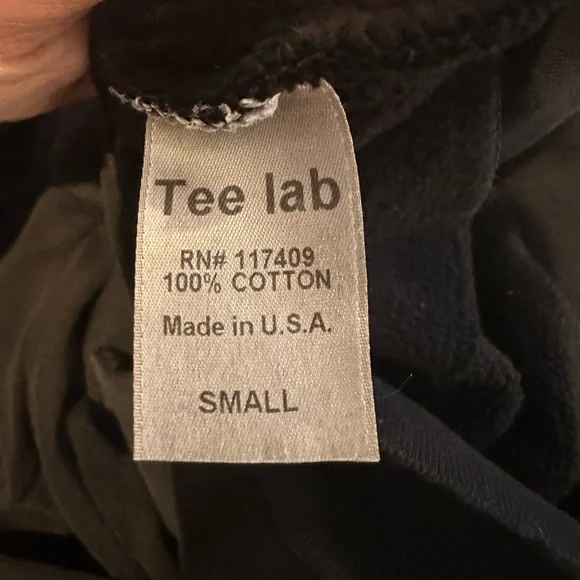 Tee lab
RN# 117409
100% COTTON
Made in U.S.A.
SMALL